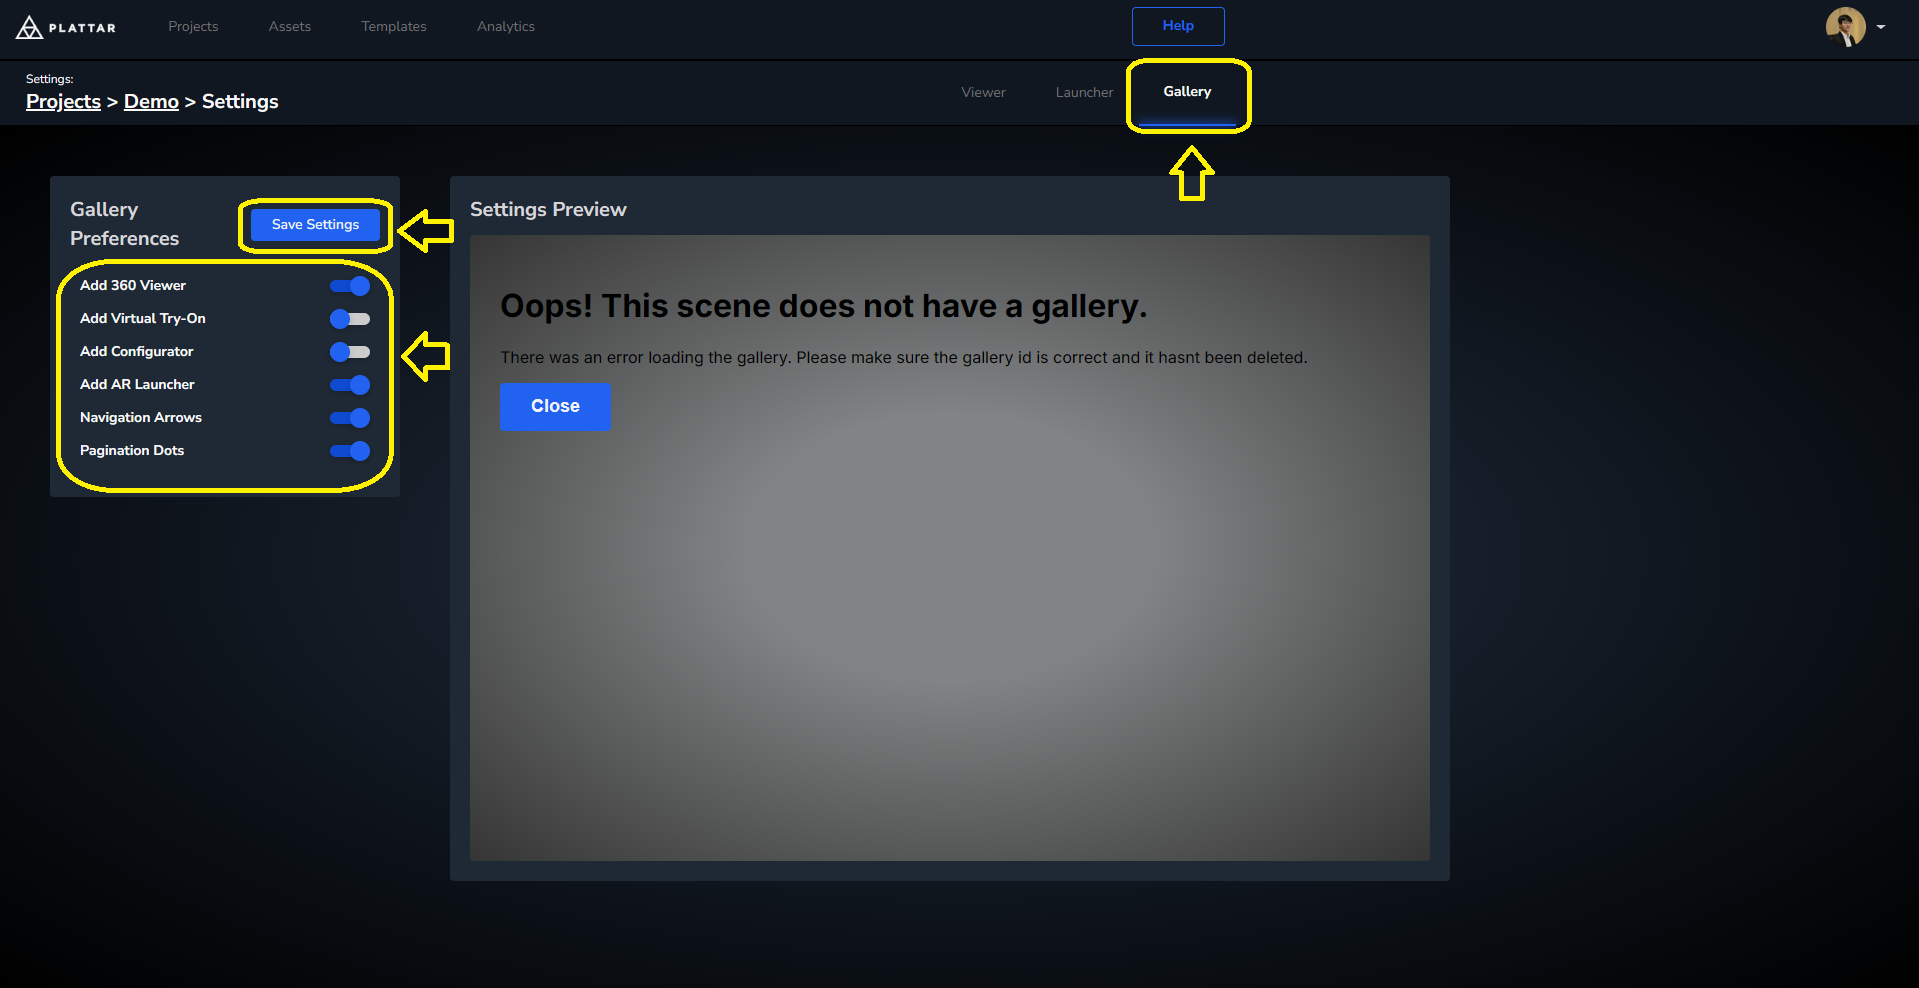 PLATTAR
Projects
Assets
Templates
Analytics
Help
Settings:
Projects > Demo > Settings
Viewer
Launcher
Gallery
Gallery
Preferences
Save Settings
Add 360 Viewer
Add Virtual Try-On
Add Configurator
Add AR Launcher
Navigation Arrows
Pagination Dots
Settings Preview
Oops! This scene does not have a gallery.
There was an error loading the gallery. Please make sure the gallery id is correct and it hasnt been deleted.
Close